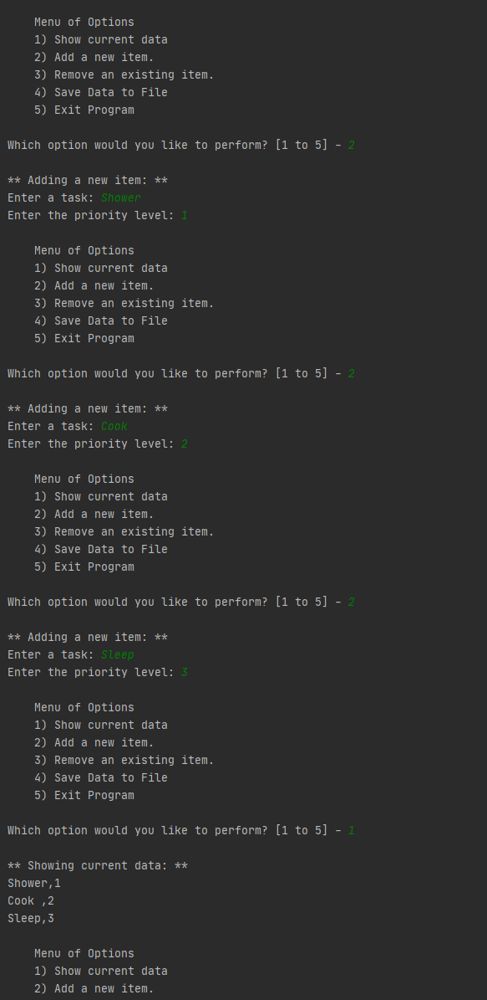 Menu of Options
1) Show current data
2) Add a new item.
3) Remove an existing item.
4) Save Data to File
5) Exit Program
Which option would you like to perform? [1 to 5] - 2
** Adding a new item: **
Enter a task: Shower
Enter the priority level: 1
Menu of Options
1) Show current data
2) Add a new item.
3) Remove an existing item.
4) Save Data to File
5) Exit Program
Which option would you like to perform? [1 to 5] - 2
** Adding a new item: **
Enter a task: Cook
Enter the priority level: 2
Menu of Options
1) Show current data
2) Add a new item.
3) Remove an existing item.
4) Save Data to File
5) Exit Program
Which option would you like to perform? [1 to 5] - 2
** Adding a new item: **
Enter a task: Sleep
Enter the priority level: 3
Menu of Options
1) Show current data
2) Add a new item.
3) Remove an existing item.
4) Save Data to File
5) Exit Program
Which option would you like to perform? [1 to 5] - 1
** Showing current data: **
Shower,1
Cook ,2
Sleep,3
Menu of Options
1) Show current data
2) Add a new item.